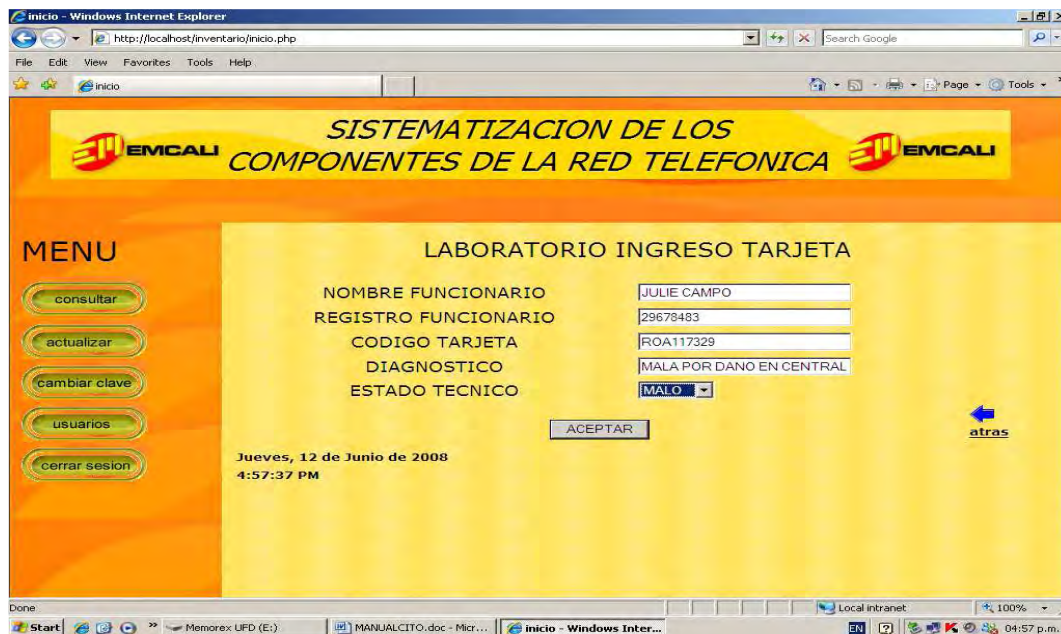 inicio - Windows Internet Explorer
http://localhost/inventario/inicio.php
Search Google
File Edit View Favorites Tools Help
inicio
Page Tools
EMCALI
SISTEMATIZACION DE LOS
COMPONENTES DE LA RED TELEFONICA
EMCALI
MENU
consultar
actualizar
cambiar clave
usuarios
cerrar sesion
LABORATORIO INGRESO TARJETA
NOMBRE FUNCIONARIO JULIE CAMPO
REGISTRO FUNCIONARIO 29678483
CODIGO TARJETA ROA117329
DIAGNOSTICO MALA POR DANO EN CENTRAL
ESTADO TECNICO MALO
ACEPTAR
atras
Jueves, 12 de Junio de 2008
4:57:37 PM
Done
Local intranet
100%
Start
»
Memorex UFD (E:)
MANUALCITO.doc - Micr...
inicio - Windows Inter...
EN
04:57 p.m.